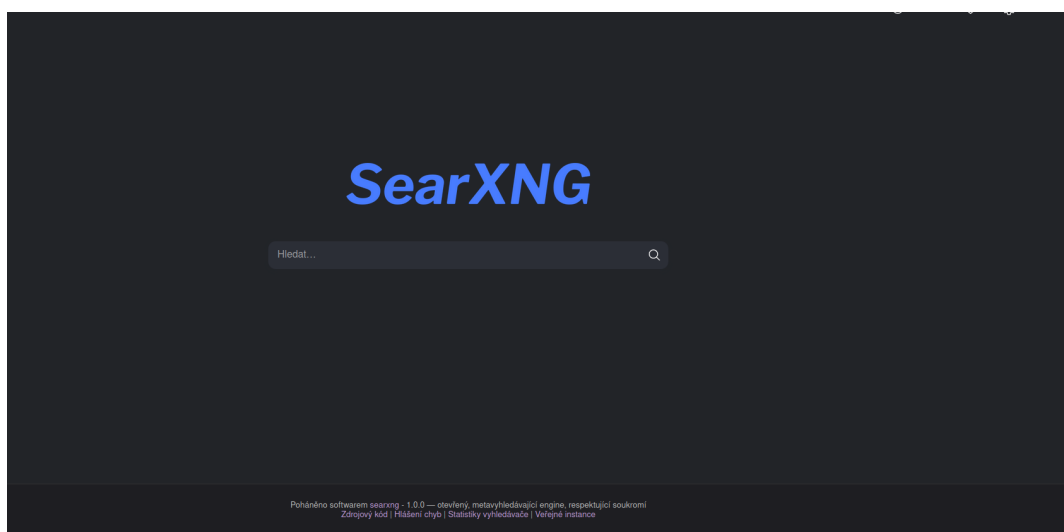 SearXNG
Hledat...
Poháněno softwarem searxng - 1.0.0 — otevřený, metavyhledávající engine, respektující soukromí
Zdrojový kód | Hlášení chyb | Statistiky vyhledávače | Veřejné instance